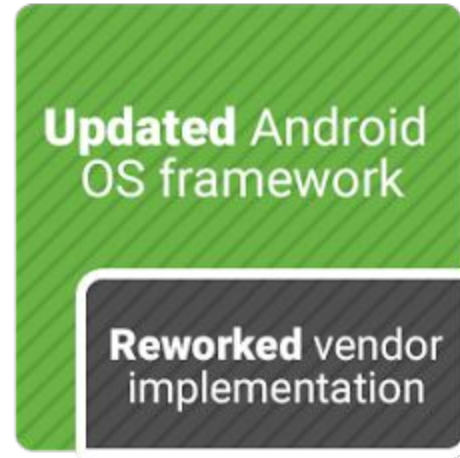 Updated Android
OS framework
Reworked vendor
implementation